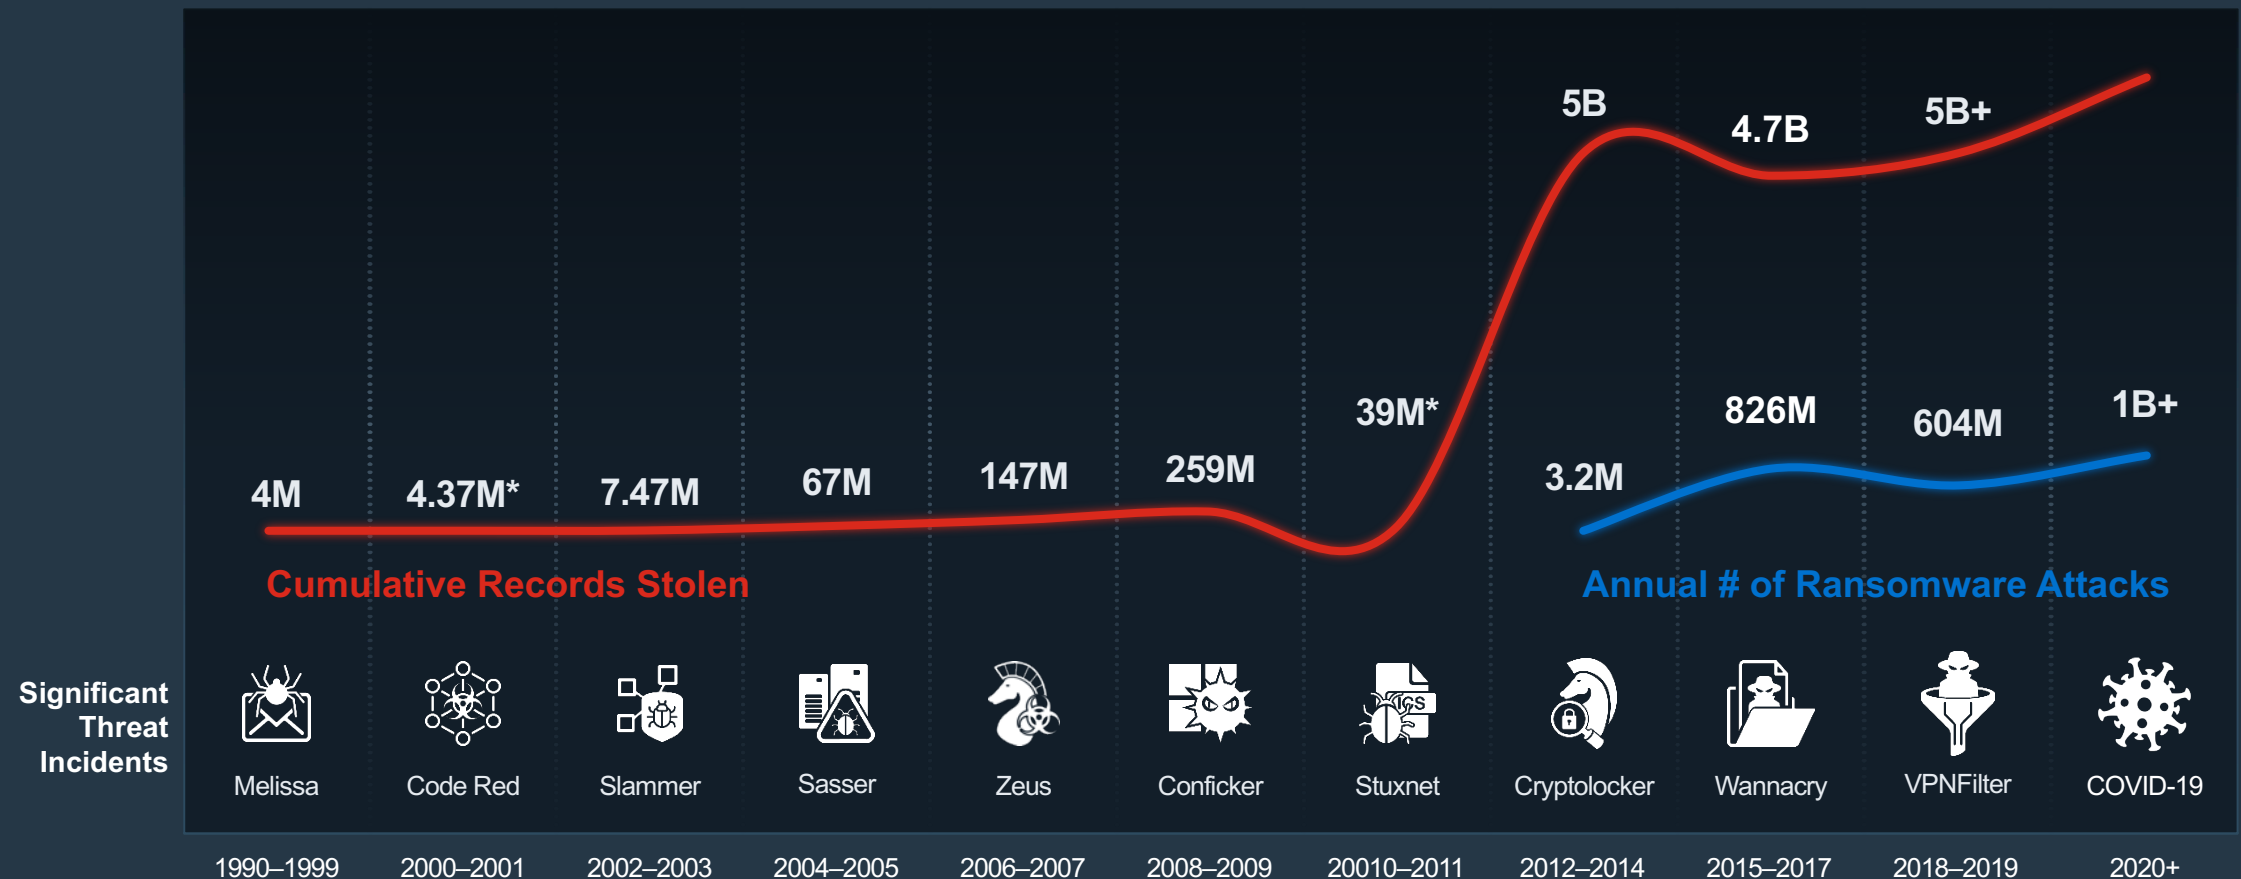 5B
4.7B
5B+
39M*
826M
604M
1B+
4M
4.37M*
7.47M
67M
147M
259M
3.2M
Cumulative Records Stolen
Annual # of Ransomware Attacks
Significant
Threat
Incidents
ICS
Melissa
Code Red
Slammer
Sasser
Zeus
Conficker
Stuxnet
Cryptolocker
Wannacry
VPNFilter
COVID-19
1990–1999
2000–2001
2002–2003
2004–2005
2006–2007
2008–2009
20010–2011
2012–2014
2015–2017
2018–2019
2020+